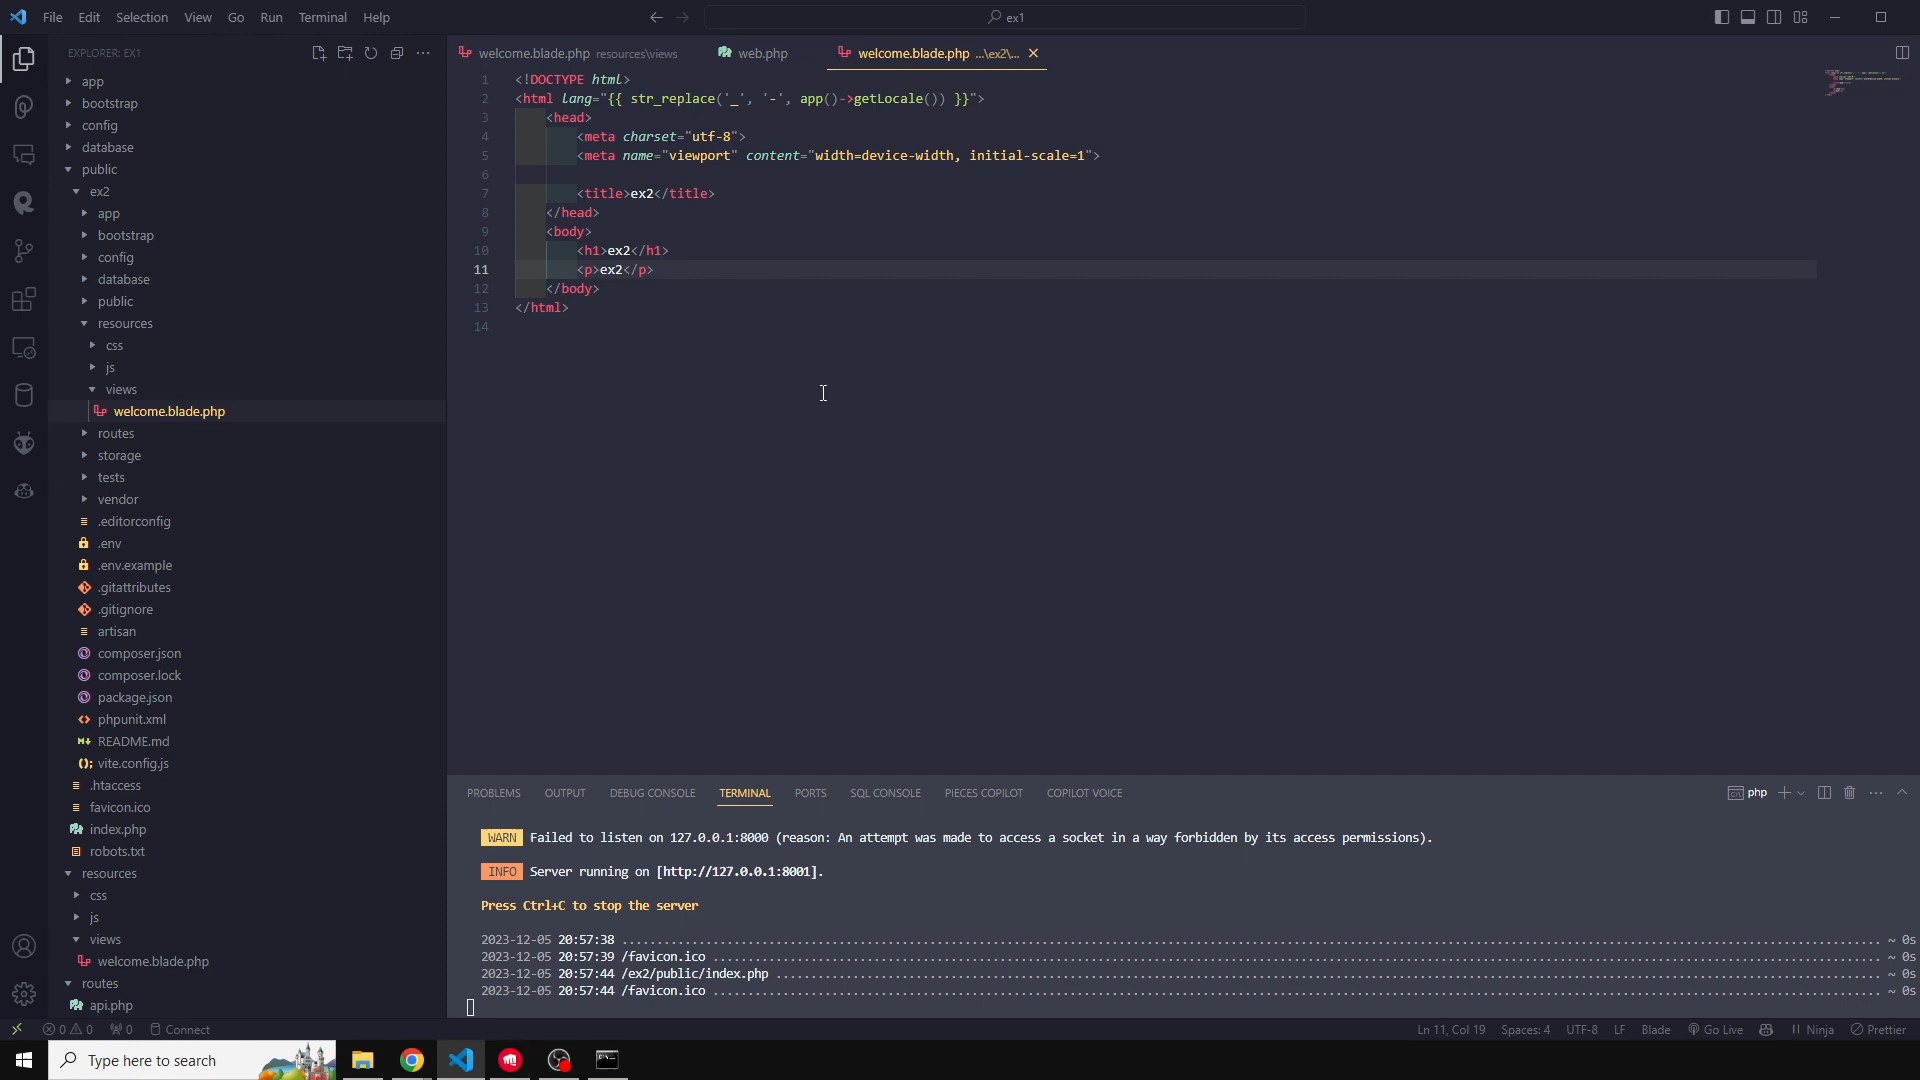 File Edit Selection View Go Run Terminal Help
ex1
EXPLORER: EX1
app
bootstrap
config
database
public
ex2
app
bootstrap
config
database
public
resources
css
js
views
welcome.blade.php
routes
storage
tests
vendor
.editorconfig
.env
.env.example
.gitattributes
.gitignore
artisan
composer.json
composer.lock
package.json
phpunit.xml
README.md
vite.config.js
.htaccess
favicon.ico
index.php
robots.txt
resources
css
js
views
welcome.blade.php
routes
api.php
welcome.blade.php resources\views web.php welcome.blade.php ...\ex2\...
1 <!DOCTYPE html>
2 <html lang="{{ str_replace('_', '-', app()->getLocale()) }}">
3 <head>
4 <meta charset="utf-8">
5 <meta name="viewport" content="width=device-width, initial-scale=1">
6
7 <title>ex2</title>
8 </head>
9 <body>
10 <h1>ex2</h1>
11 <p>ex2</p>
12 </body>
13 </html>
14
PROBLEMS OUTPUT DEBUG CONSOLE TERMINAL PORTS SQL CONSOLE PIECES COPILOT COPILOT VOICE
php
WARN Failed to listen on 127.0.0.1:8000 (reason: An attempt was made to access a socket in a way forbidden by its access permissions).
INFO Server running on [http://127.0.0.1:8001].
Press Ctrl+C to stop the server
2023-12-05 20:57:38 ........ ~ 0s
2023-12-05 20:57:39 /favicon.ico ........ ~ 0s
2023-12-05 20:57:44 /ex2/public/index.php ........ ~ 0s
2023-12-05 20:57:44 /favicon.ico ........ ~ 0s
0 0 0 Connect
Ln 11, Col 19 Spaces: 4 UTF-8 LF Blade Go Live Ninja Prettier
Type here to search